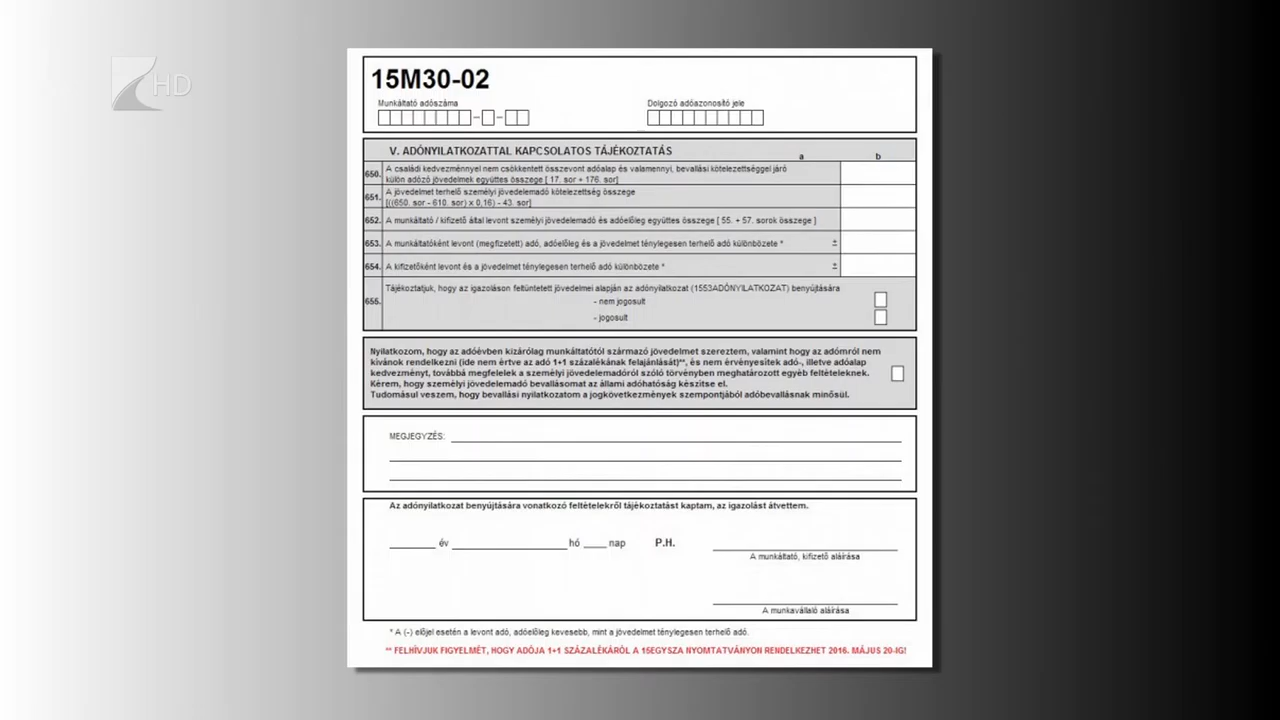 HD
15M30-02
Munkáltató adószáma
Dolgozó adóazonosító jele
V. ADÓNYILATKOZATTAL KAPCSOLATOS TÁJÉKOZTATÁS
a b
650. A családi kedvezménnyel nem csökkentett összevont adóalap és valamennyi, bevallási kötelezettséggel járó
külön adózó jövedelmek együttes összege [ 17. sor + 176. sor]
651. A jövedelmet terhelő személyi jövedelemadó kötelezettség összege
[((650. sor - 610. sor) x 0,16) - 43. sor]
652. A munkáltató / kifizető által levont személyi jövedelemadó és adóelőleg együttes összege [ 55. + 57. sorok összege ]
653. A munkáltatóként levont (megfizetett) adó, adóelőleg és a jövedelmet ténylegesen terhelő adó különbözete * ±
654. A kifizetőként levont és a jövedelmet ténylegesen terhelő adó különbözete * ±
655. Tájékoztatjuk, hogy az igazoláson feltüntetett jövedelmei alapján az adónyilatkozat (1553ADÓNYILATKOZAT) benyújtására
- nem jogosult
- jogosult
Nyilatkozom, hogy az adóévben kizárólag munkáltatótól származó jövedelmet szereztem, valamint hogy az adómról nem
kívánok rendelkezni (ide nem értve az adó 1+1 százalékának felajánlását)**, és nem érvényesítek adó-, illetve adóalap
kedvezményt, továbbá megfelelek a személyi jövedelemadóról szóló törvényben meghatározott egyéb feltételeknek.
Kérem, hogy személyi jövedelemadó bevallásomat az állami adóhatóság készítse el.
Tudomásul veszem, hogy bevallási nyilatkozatom a jogkövetkezmények szempontjából adóbevallásnak minősül.
MEGJEGYZÉS:
Az adónyilatkozat benyújtására vonatkozó feltételekről tájékoztatást kaptam, az igazolást átvettem.
év hó nap P.H.
A munkáltató, kifizető aláírása
A munkavállaló aláírása
* A (-) előjel esetén a levont adó, adóelőleg kevesebb, mint a jövedelmet ténylegesen terhelő adó.
** FELHÍVJUK FIGYELMÉT, HOGY ADÓJA 1+1 SZÁZALÉKÁRÓL A 15EGYSZA NYOMTATVÁNYON RENDELKEZHET 2016. MÁJUS 20-IG!